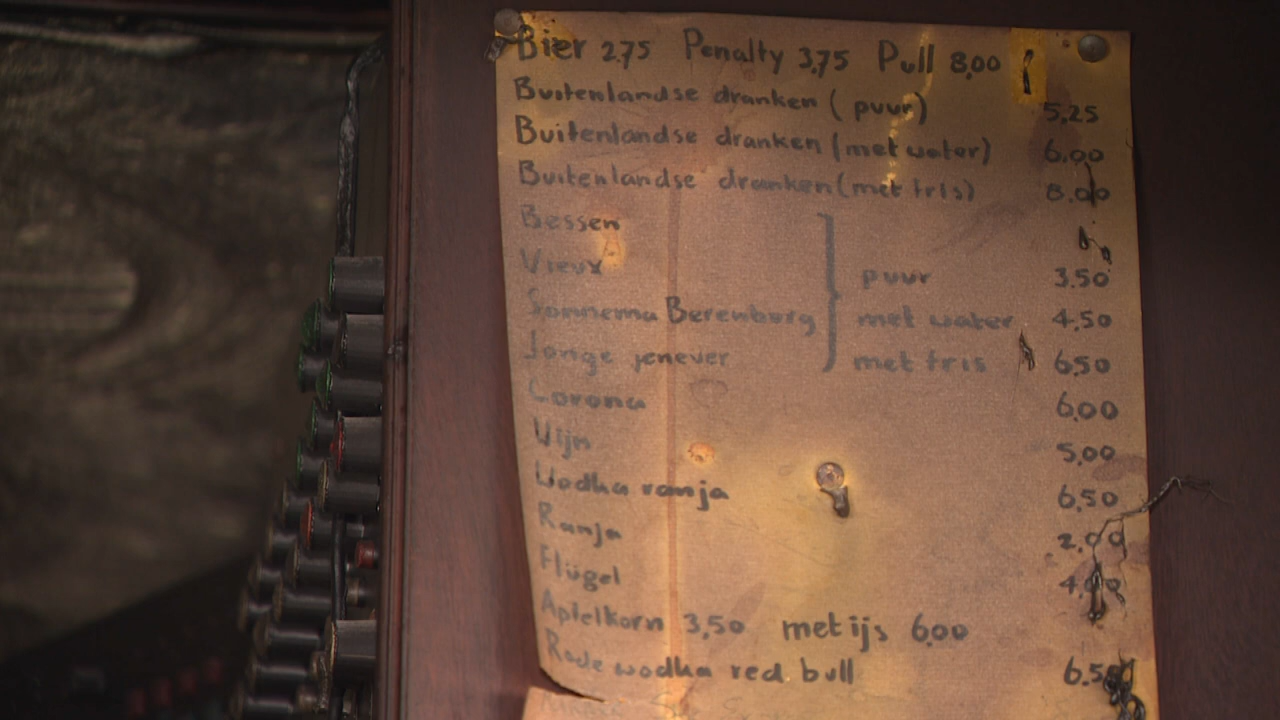 Bier 2,75 Penalty 3,75 Pull 8,00
Buitenlandse dranken ( puur) 5,25
Buitenlandse dranken (met water) 6,00
Buitenlandse dranken (met fris) 8,00
Bessen
Vieux puur 3.50
Sonnema Berenburg met water 4,50
Jonge jenever met fris 6,50
Corona 6,00
Wijn 5,00
Wodka ranja 6,50
Ranja 2,00
Flügel
Apfelkorn 3,50 met ijs 6,00
Rode wodka red bull 6,50